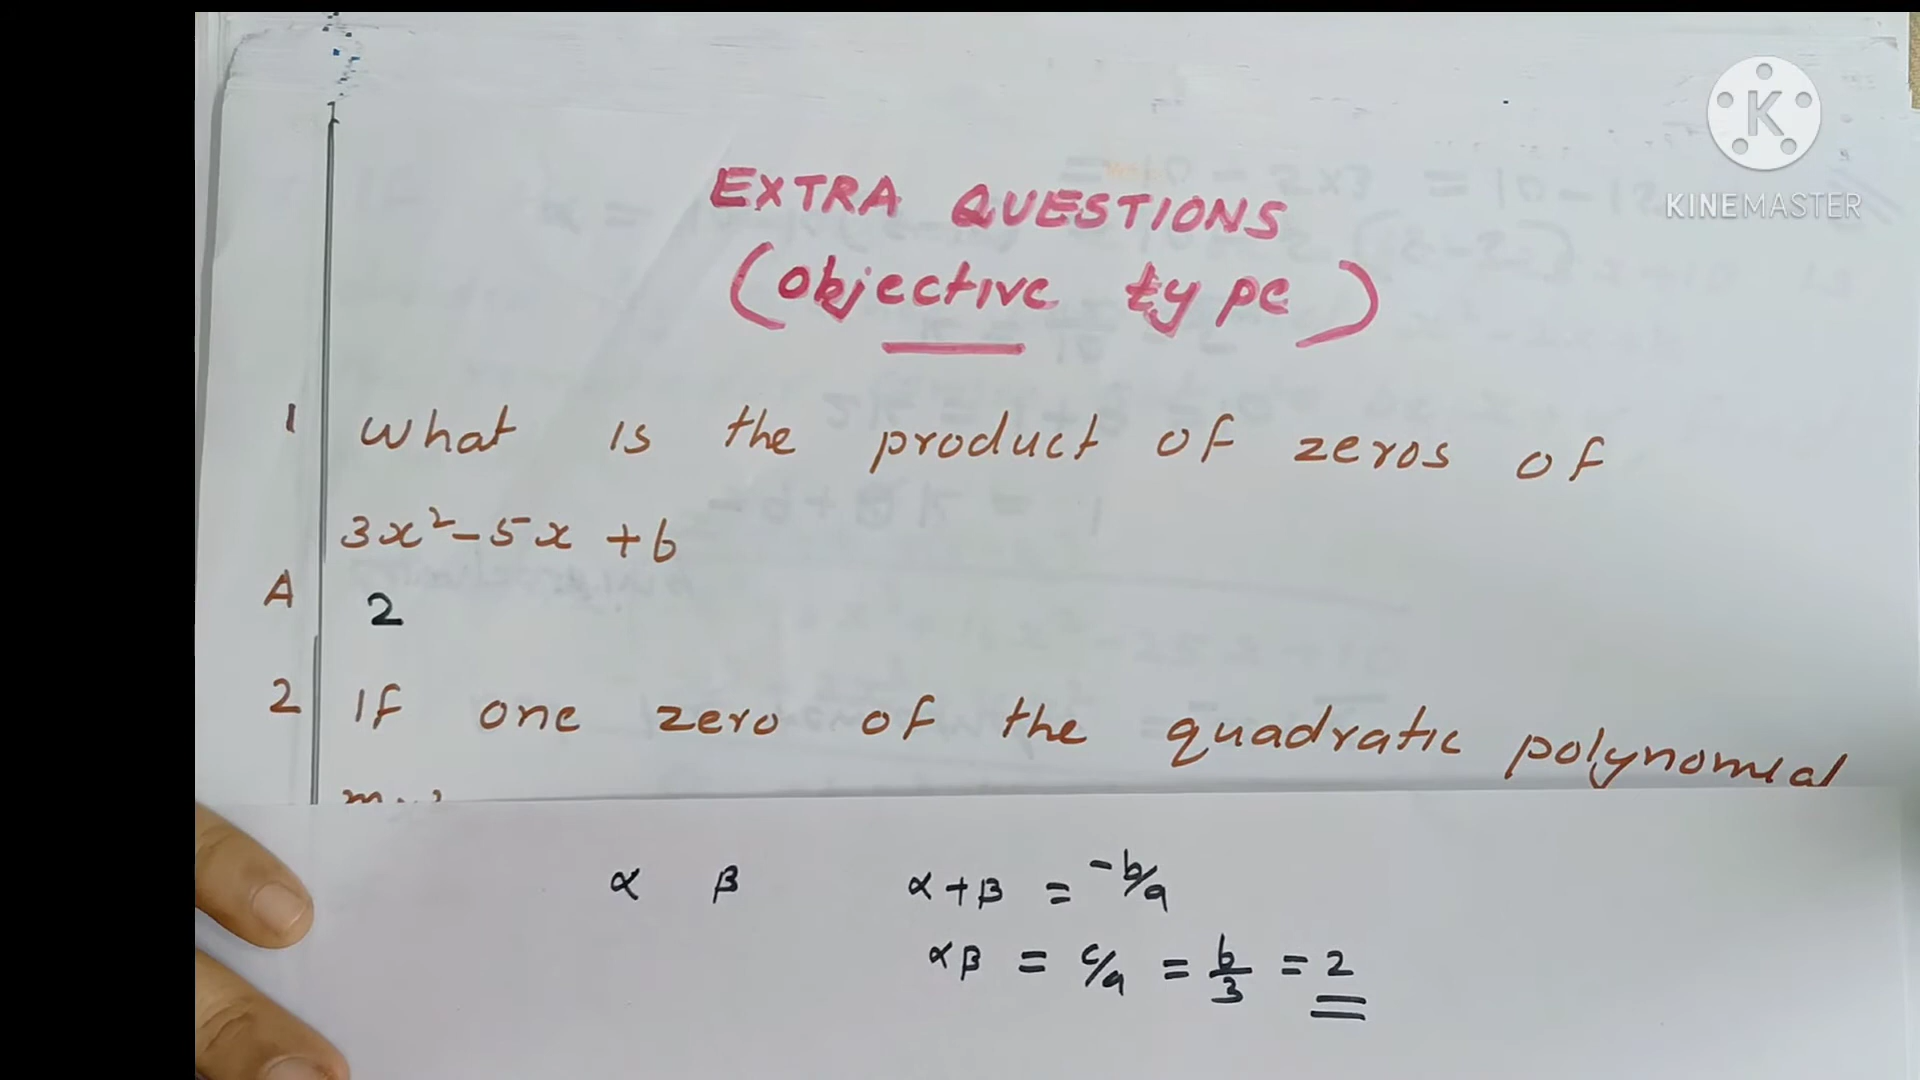 KINEMASTER
EXTRA QUESTIONS
(objective type)
1 What is the product of zeros of
3x²-5x +6
A 2
2 If one zero of the quadratic polynomial
α β α+β = -b/a
αβ = c/a = 6/3 = 2